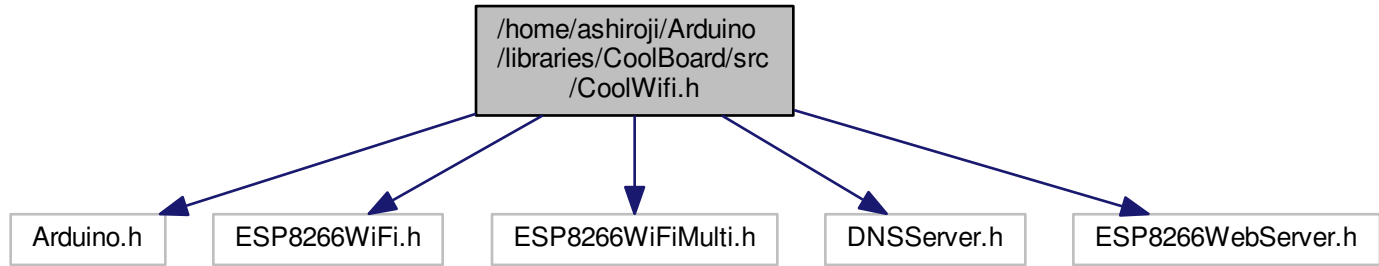 /home/ashiroji/Arduino
/libraries/CoolBoard/src
/CoolWifi.h
Arduino.h
ESP8266WiFi.h
ESP8266WiFiMulti.h
DNSServer.h
ESP8266WebServer.h